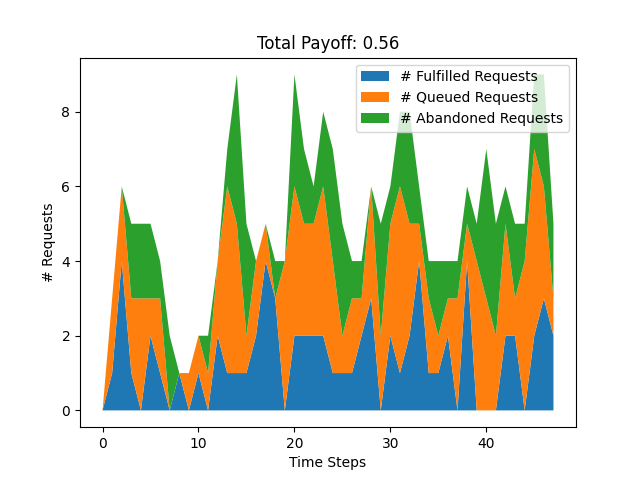 Total Payoff: 0.56
# Fulfilled Requests
# Queued Requests
# Abandoned Requests
8
6
4
2
0
# Requests
0 10 20 30 40
Time Steps